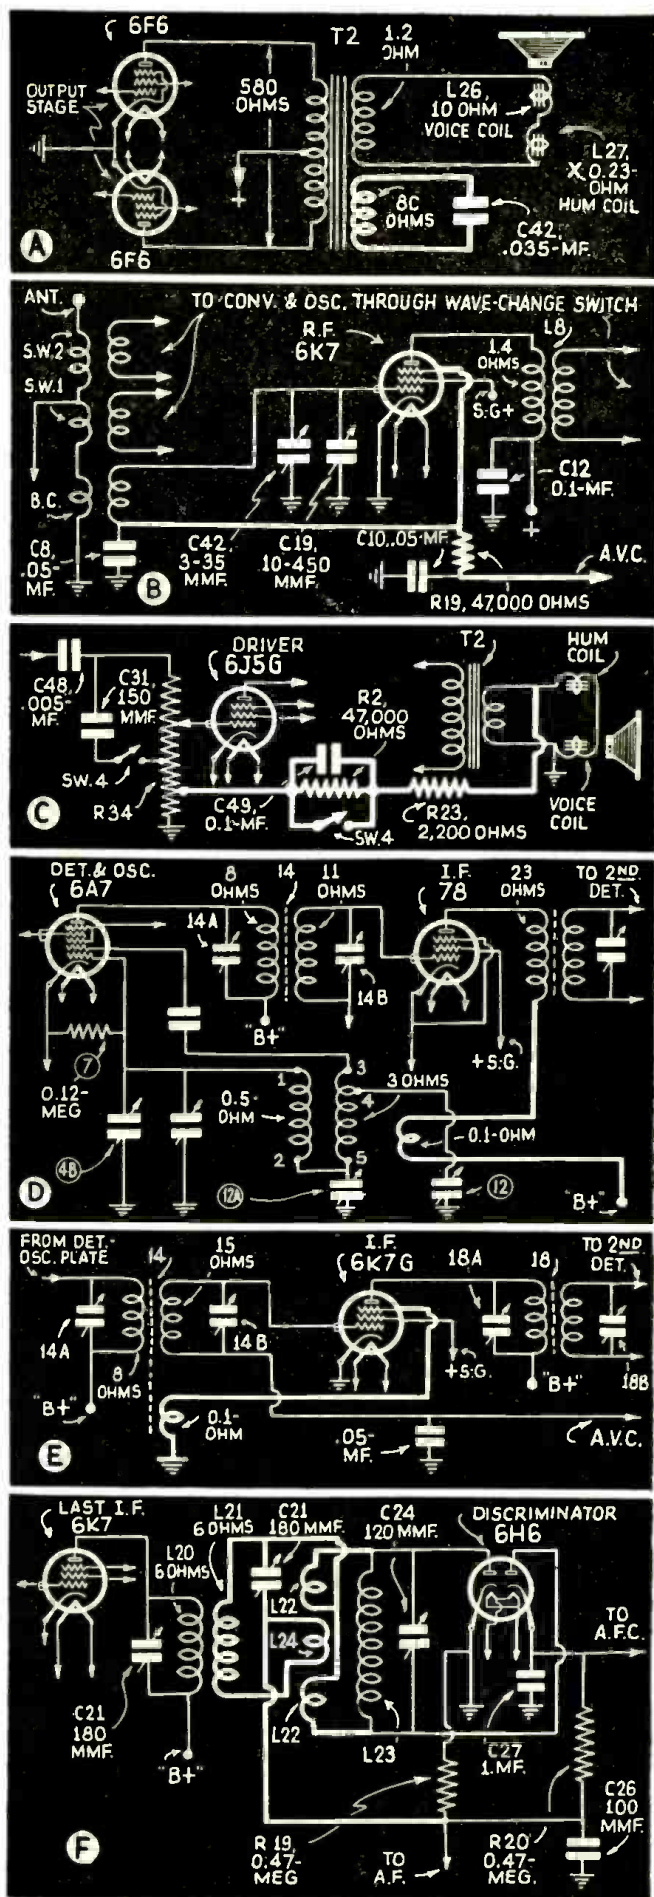 6F6
OUTPUT
STAGE
580
OHMS
T2
1.2
OHM
L26,
10 OHM
VOICE COIL
L27,
X, 0.23-
OHM
HUM COIL
8C
OHMS
C42,
.035-MF.
+
6F6
A
ANT.
TO CONV. & OSC. THROUGH WAVE-CHANGE SWITCH
S.W.2
S.W.1
B.C.
C8,
.05-
MF.
R.F.
6K7
1.4
OHMS
L8
S.G+
C12
0.1-MF.
+
C42,
3-35
MMF.
C19,
10-450
MMF.
C10,.05-MF.
A.V.C.
R19, 47,000 OHMS
B
DRIVER
6J5G
C48,
.005-
MF.
C31,
150
MMF.
SW.4
R34
R2,
47,000
OHMS
T2
HUM
COIL
C49,
0.1-MF.
SW.4
R23,
2,200 OHMS
VOICE
COIL
C
DET.& OSC.
6A7
8
OHMS
14
11
OHMS
I.F.
78
23
OHMS
TO 2ND
DET.
14A
14B
"B+"
+S.G.
7
0.12-
MEG
0.5-
OHM
1
2
3
4
5
3 OHMS
0.1-OHM
4B
12A
12
"B+"
D
FROM DET.-
OSC. PLATE
14
15
OHMS
I.F.
6K7G
18A
18
TO 2ND
DET.
14A
14B
8
OHMS
"B+"
+S.G.
"B+"
18B
0.1-
OHM
.05-
MF.
A.V.C.
E
LAST I.F.
6K7
L20
6 OHMS
L21
6 OHMS
C21
180 MMF.
C24
120 MMF.
DISCRIMINATOR
6H6
L22
L24
L22
L23
TO
A.F.C.
C21
180
MMF.
"B+"
C27
1.MF.
C26
100
MMF.
R19,
0.47-
MEG
TO
A.F.
R20,
0.47-
MEG.
F